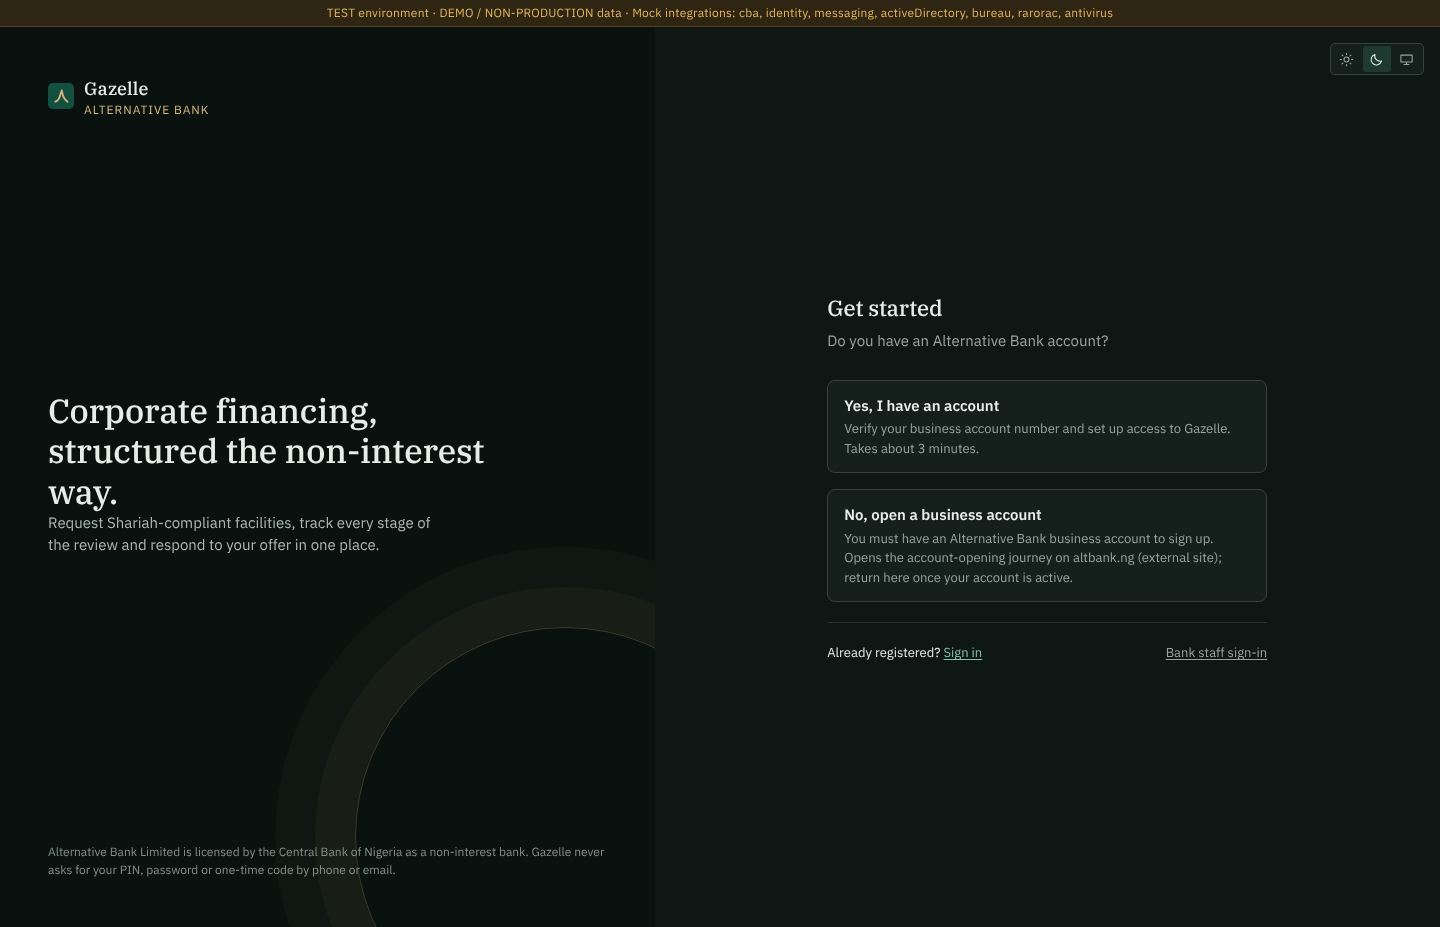 TEST environment · DEMO / NON-PRODUCTION data · Mock integrations: cba, identity, messaging, activeDirectory, bureau, rarorac, antivirus
Gazelle
ALTERNATIVE BANK
Corporate financing,
structured the non-interest
way.
Request Shariah-compliant facilities, track every stage of
the review and respond to your offer in one place.
Alternative Bank Limited is licensed by the Central Bank of Nigeria as a non-interest bank. Gazelle never
asks for your PIN, password or one-time code by phone or email.
Get started
Do you have an Alternative Bank account?
Yes, I have an account
Verify your business account number and set up access to Gazelle.
Takes about 3 minutes.
No, open a business account
You must have an Alternative Bank business account to sign up.
Opens the account-opening journey on altbank.ng (external site);
return here once your account is active.
Already registered? Sign in
Bank staff sign-in